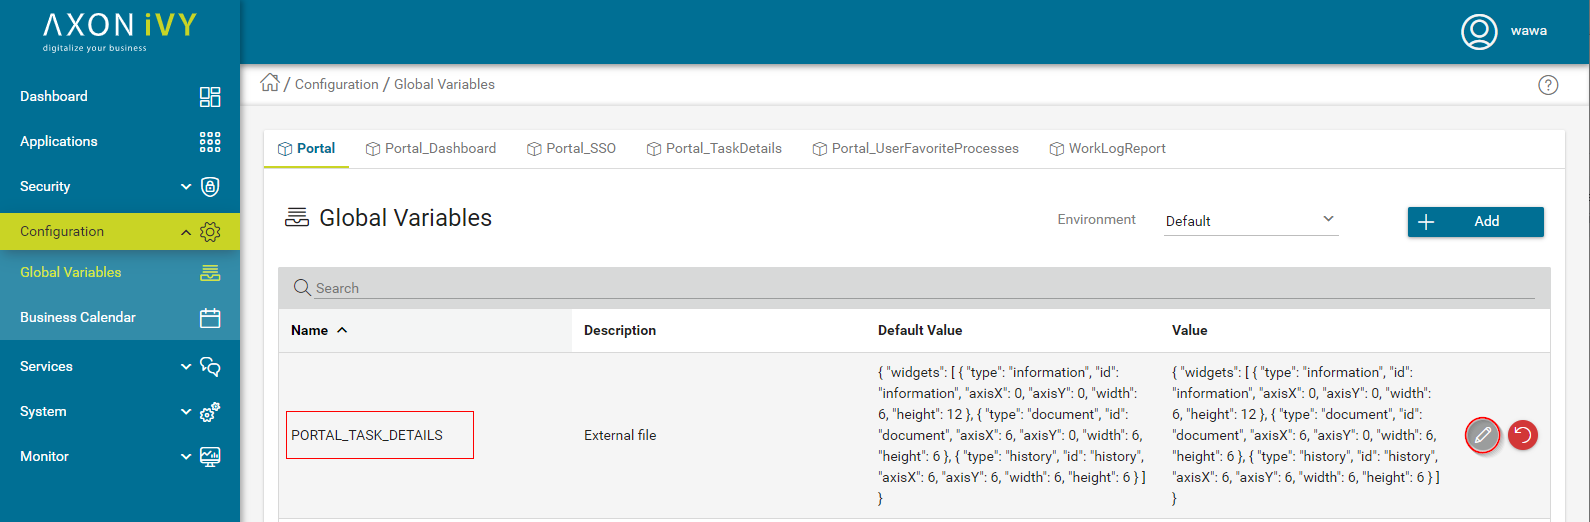 AXON iVY
digitalize your business
wawa
Dashboard
Applications
Security
Configuration
Global Variables
Business Calendar
Services
System
Monitor
/ Configuration / Global Variables
?
Portal
Portal_Dashboard
Portal_SSO
Portal_TaskDetails
Portal_UserFavoriteProcesses
WorkLogReport
Global Variables
Environment
Default
Add
Search
Name
Description
Default Value
Value
PORTAL_TASK_DETAILS
External file
{ "widgets": [ { "type": "information", "id":
"information", "axisX": 0, "axisY": 0, "width":
6, "height": 12 }, { "type": "document", "id":
"document", "axisX": 6, "axisY": 0, "width": 6,
"height": 6 }, { "type": "history", "id": "history",
"axisX": 6, "axisY": 6, "width": 6, "height": 6 } ]
}
{ "widgets": [ { "type": "information", "id":
"information", "axisX": 0, "axisY": 0, "width":
6, "height": 12 }, { "type": "document", "id":
"document", "axisX": 6, "axisY": 0, "width": 6,
"height": 6 }, { "type": "history", "id": "history",
"axisX": 6, "axisY": 6, "width": 6, "height": 6 } ]
}